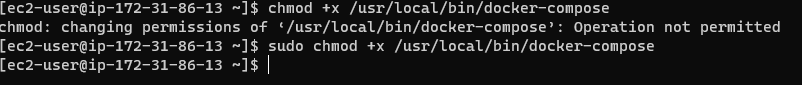 [ec2-user@ip-172-31-86-13 ~]$ chmod +x /usr/local/bin/docker-compose
chmod: changing permissions of ‘/usr/local/bin/docker-compose’: Operation not permitted
[ec2-user@ip-172-31-86-13 ~]$ sudo chmod +x /usr/local/bin/docker-compose
[ec2-user@ip-172-31-86-13 ~]$